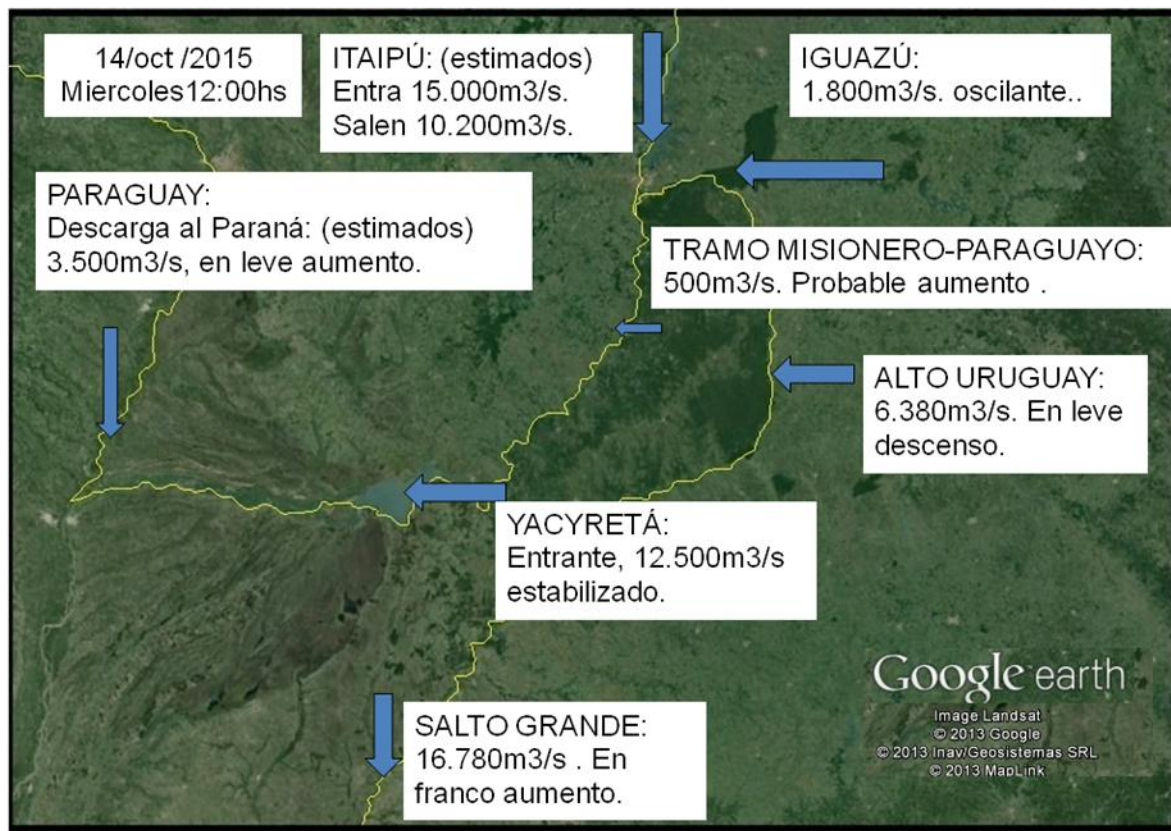 14/oct /2015
Miercoles12:00hs
ITAIPÚ: (estimados)
Entra 15.000m3/s.
Salen 10.200m3/s.
IGUAZÚ:
1.800m3/s. oscilante..
PARAGUAY:
Descarga al Paraná: (estimados)
3.500m3/s, en leve aumento.
TRAMO MISIONERO-PARAGUAYO:
500m3/s. Probable aumento .
ALTO URUGUAY:
6.380m3/s. En leve
descenso.
YACYRETÁ:
Entrante, 12.500m3/s
estabilizado.
SALTO GRANDE:
16.780m3/s . En
franco aumento.
Google earth
Image Landsat
© 2013 Google
© 2013 Inav/Geosistemas SRL
© 2013 MapLink